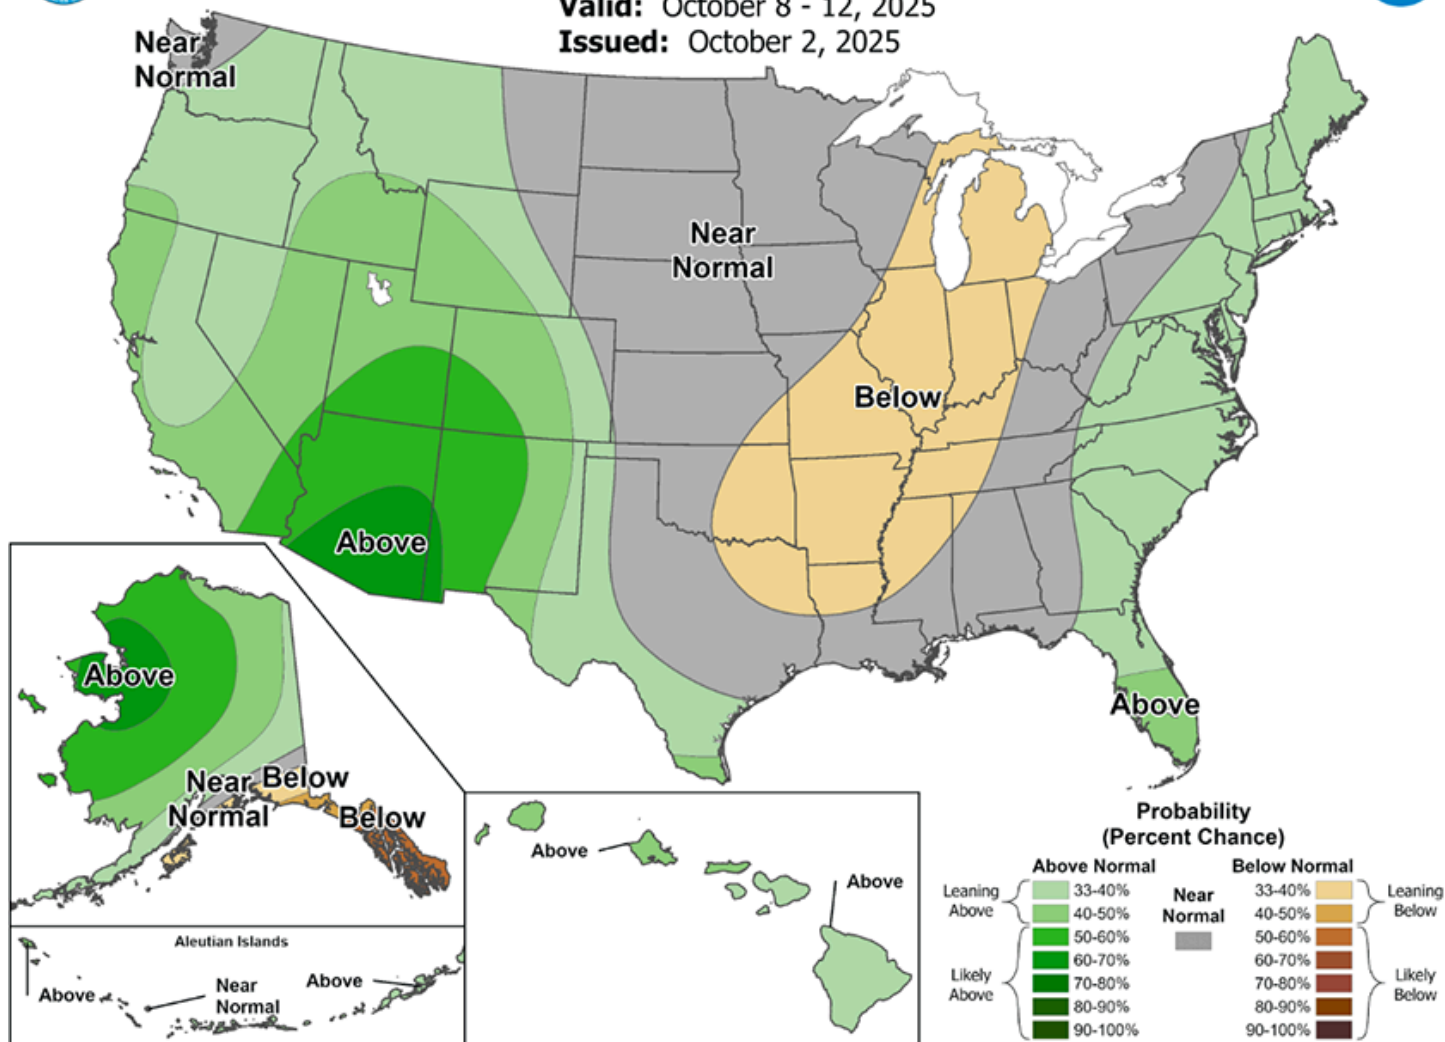 Valid: October 8 - 12, 2025
Issued: October 2, 2025
Near
Normal
Near
Normal
Below
Above
Above
Above
Near
Normal
Below
Below
Above
Above
Aleutian Islands
Above
Near
Normal
Above
Probability
(Percent Chance)
Above Normal
Below Normal
Leaning
Above
33-40%
40-50%
Near
Normal
33-40%
40-50%
Leaning
Below
Likely
Above
50-60%
60-70%
70-80%
80-90%
90-100%
50-60%
60-70%
70-80%
80-90%
90-100%
Likely
Below